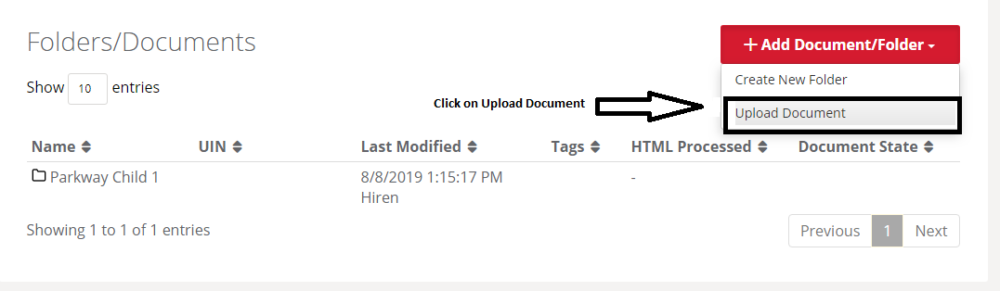 Folders/Documents
+ Add Document/Folder
Show 10 entries
Create New Folder
Click on Upload Document
Upload Document
Name UIN Last Modified Tags HTML Processed Document State
Parkway Child 1 8/8/2019 1:15:17 PM -
Hiren
Showing 1 to 1 of 1 entries
Previous 1 Next